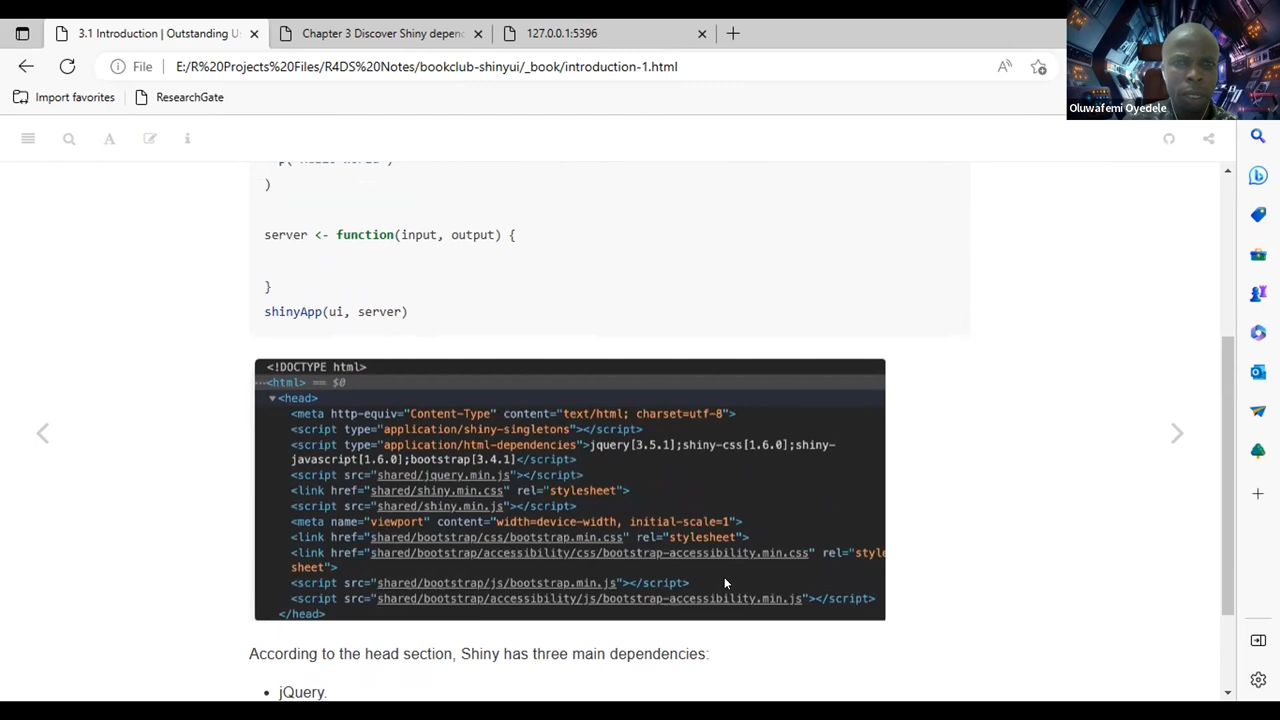 3.1 Introduction | Outstanding U
Chapter 3 Discover Shiny depen
127.0.0.1:5396
File
E:/R%20Projects%20Files/R4DS%20Notes/bookclub-shinyui/_book/introduction-1.html
Import favorites
ResearchGate
Oluwafemi Oyedele
)
server <- function(input, output) {
}
shinyApp(ui, server)
<!DOCTYPE html>
⋯<html> == $0
▼<head>
<meta http-equiv="Content-Type" content="text/html; charset=utf-8">
<script type="application/shiny-singletons"></script>
<script type="application/html-dependencies">jquery[3.5.1];shiny-css[1.6.0];shiny-
javascript[1.6.0];bootstrap[3.4.1]</script>
<script src="shared/jquery.min.js"></script>
<link href="shared/shiny.min.css" rel="stylesheet">
<script src="shared/shiny.min.js"></script>
<meta name="viewport" content="width=device-width, initial-scale=1">
<link href="shared/bootstrap/css/bootstrap.min.css" rel="stylesheet">
<link href="shared/bootstrap/accessibility/css/bootstrap-accessibility.min.css" rel="style
sheet">
<script src="shared/bootstrap/js/bootstrap.min.js"></script>
<script src="shared/bootstrap/accessibility/js/bootstrap-accessibility.min.js"></script>
</head>
According to the head section, Shiny has three main dependencies:
• jQuery.